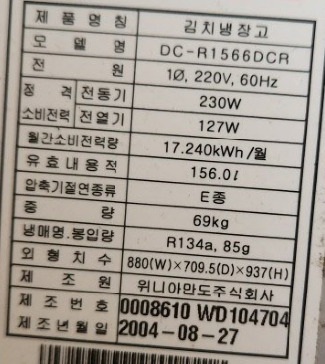 제품명칭 김치냉장고
모델명 DC-R1566DCR
전원 1Ø, 220V, 60Hz
정격소비전력 전동기 230W
전열기 127W
월간소비전력량 17.240kWh/월
유효내용적 156.0ℓ
압축기절연종류 E종
중량 69kg
냉매명.봉입량 R134a, 85g
외형치수 880(W)×709.5(D)×937(H)
제조원 위니아만도주식회사
제조번호 0008610 WD104704
제조년월일 2004-08-27